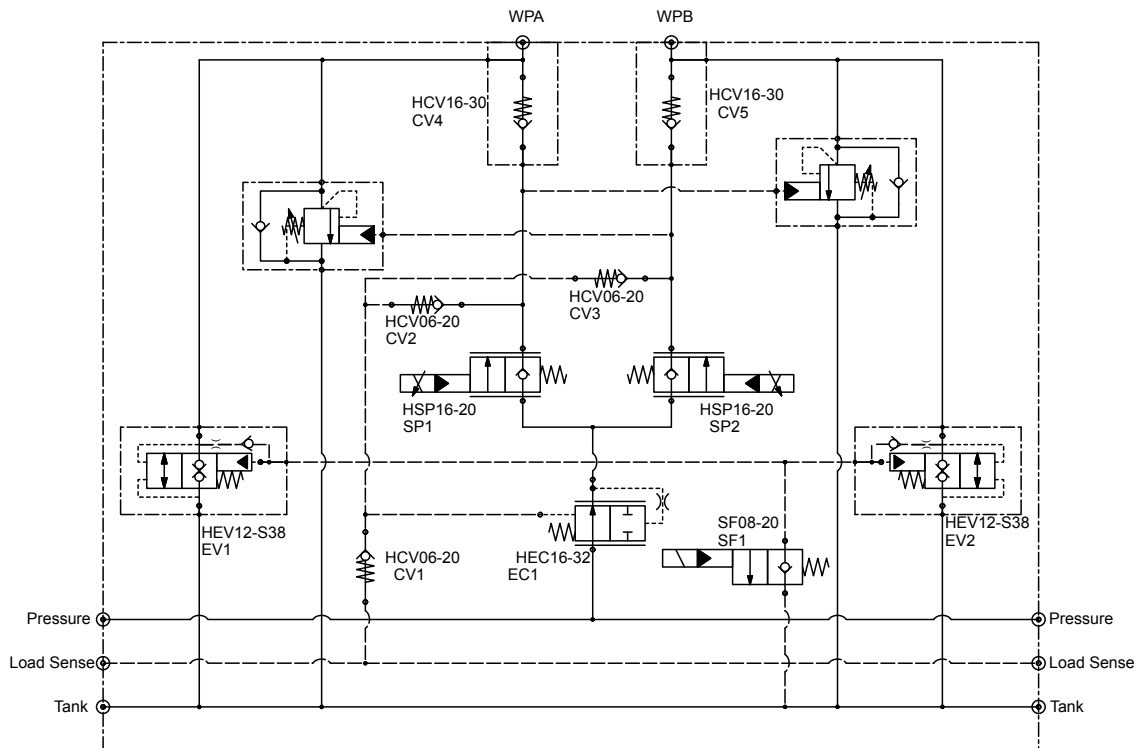 WPA
WPB
HCV16-30
CV4
HCV16-30
CV5
HCV06-20
CV3
HCV06-20
CV2
HSP16-20
SP1
HSP16-20
SP2
HEV12-S38
EV1
HCV06-20
CV1
HEC16-32
EC1
SF08-20
SF1
HEV12-S38
EV2
Pressure
Pressure
Load Sense
Load Sense
Tank
Tank